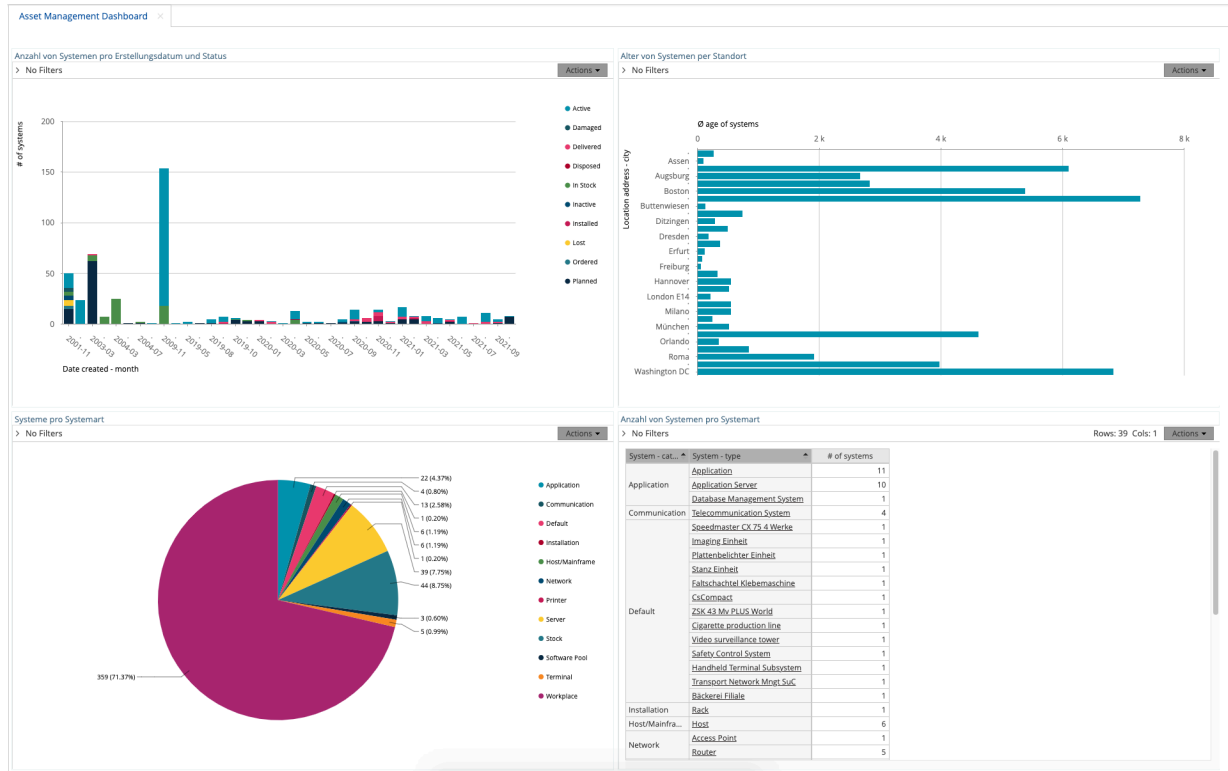 Asset Management Dashboard ×
Anzahl von Systemen pro Erstellungsdatum und Status
> No Filters Actions ▾
# of systems
200
150
100
50
0
2001-11 2003-03 2004-03 2004-07 2009-11 2019-05 2019-08 2019-1 2020-01 2020-03 2020-05 2020-07 2020-09 2020-11 2021-01 2021-03 2021-05 2021-07 2021-09
Date created - month
Active
Damaged
Delivered
Disposed
In Stock
Inactive
Installed
Lost
Ordered
Planned
Alter von Systemen per Standort
> No Filters Actions ▾
Ø age of systems
0 2 k 4 k 6 k 8 k
Location address - city
Assen
Augsburg
Boston
Buttenwiesen
Ditzingen
Dresden
Erfurt
Freiburg
Hannover
London E14
Milano
München
Orlando
Roma
Washington DC
Systeme pro Systemart
> No Filters Actions ▾
22 (4.37%)
4 (0.80%)
13 (2.58%)
1 (0.20%)
6 (1.19%)
6 (1.19%)
1 (0.20%)
39 (7.75%)
44 (8.75%)
3 (0.60%)
5 (0.99%)
359 (71.37%)
Application
Communication
Default
Installation
Host/Mainframe
Network
Printer
Server
Stock
Software Pool
Terminal
Workplace
Anzahl von Systemen pro Systemart
> No Filters Rows: 39 Cols: 1 Actions ▾
System - cat... System - type # of systems
Application Application 11
Application Server 10
Database Management System 1
Communication Telecommunication System 4
Default Speedmaster CX 75 4 Werke 1
Imaging Einheit 1
Plattenbelichter Einheit 1
Stanz Einheit 1
Faltschachtel Klebemaschine 1
CsCompact 1
ZSK 43 Mv PLUS World 1
Cigarette production line 1
Video surveillance tower 1
Safety Control System 1
Handheld Terminal Subsystem 1
Transport Network Mngt SuC 1
Bäckerei Filiale 1
Installation Rack 1
Host/Mainfra... Host 6
Network Access Point 1
Router 5